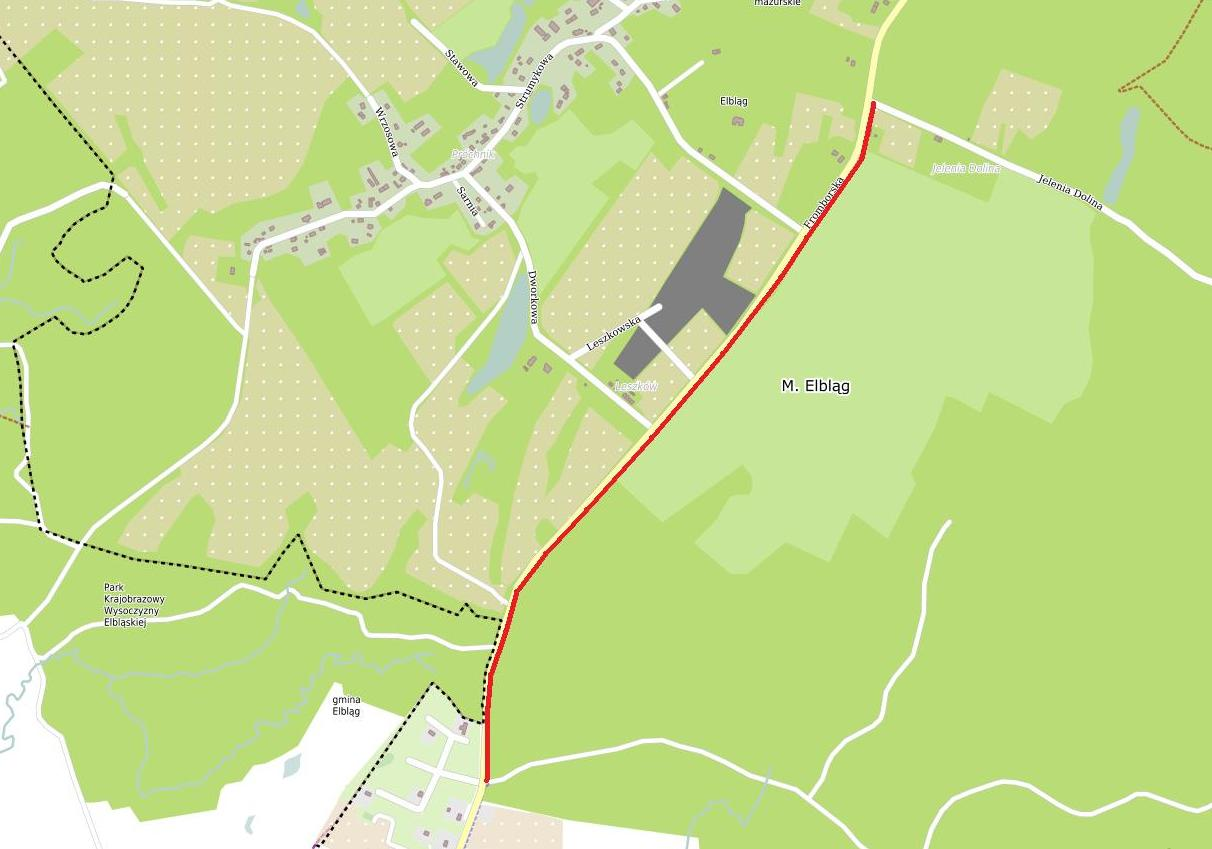 mazurskie
Stawowa
Strumykowa
Elbląg
Wrzosowa
Próchnik
Jelenia Dolina
Jelenia Dolina
Sarnia
Fromborska
Dworkowa
Leszkowska
Leszków
M. Elbląg
Park
Krajobrazowy
Wysoczyzny
Elbląskiej
gmina
Elbląg